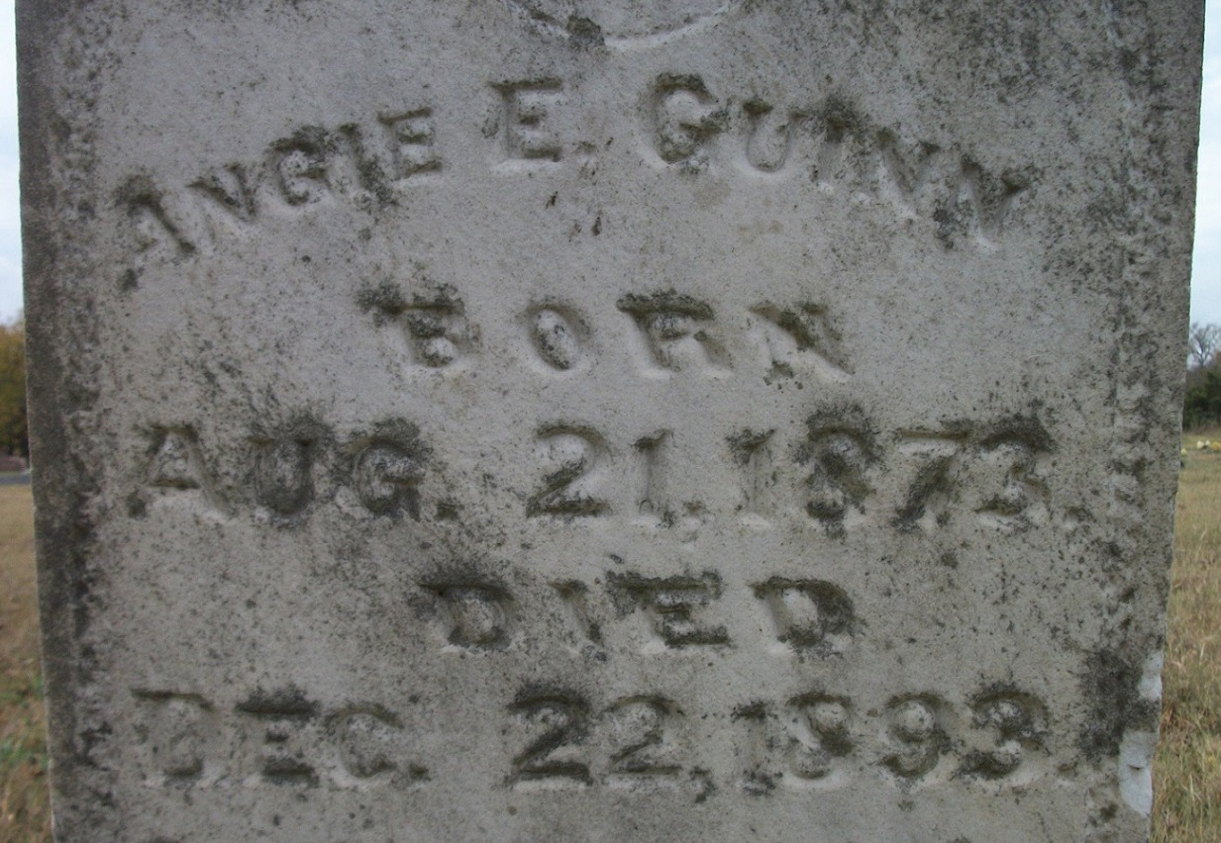 ANGIE E. GUINN
BORN
AUG. 21, 1873.
DIED
DEC. 22, 1893.